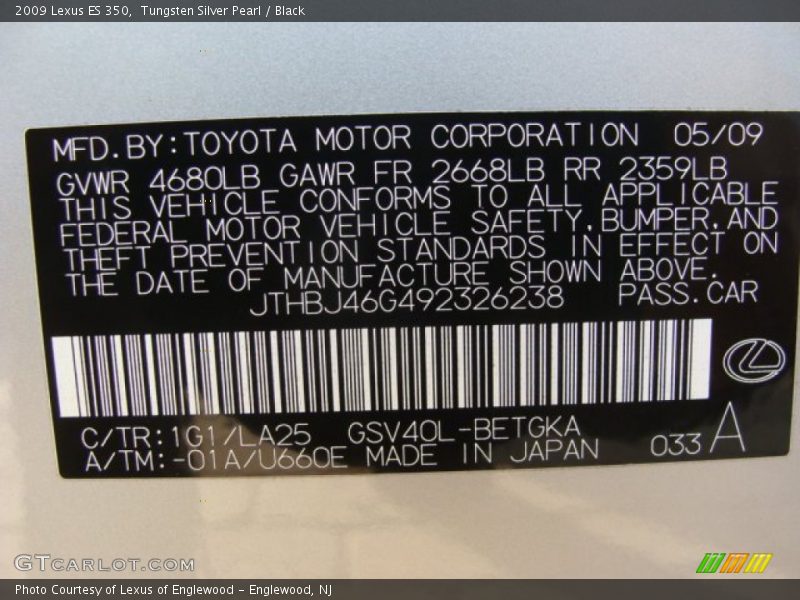 2009 Lexus ES 350,  Tungsten Silver Pearl / Black
MFD.BY:TOYOTA MOTOR CORPORATION 05/09
GVWR 4680LB GAWR FR 2668LB RR 2359LB
THIS VEHICLE CONFORMS TO ALL APPLICABLE
FEDERAL MOTOR VEHICLE SAFETY,BUMPER,AND
THEFT PREVENTION STANDARDS IN EFFECT ON
THE DATE OF MANUFACTURE SHOWN ABOVE.
JTHBJ46G492326238 PASS.CAR
C/TR:1G1/LA25 GSV40L-BETGKA
A/TM:-01A/U660E MADE IN JAPAN 033 A
GTCARLOT.COM
Photo Courtesy of Lexus of Englewood - Englewood, NJ